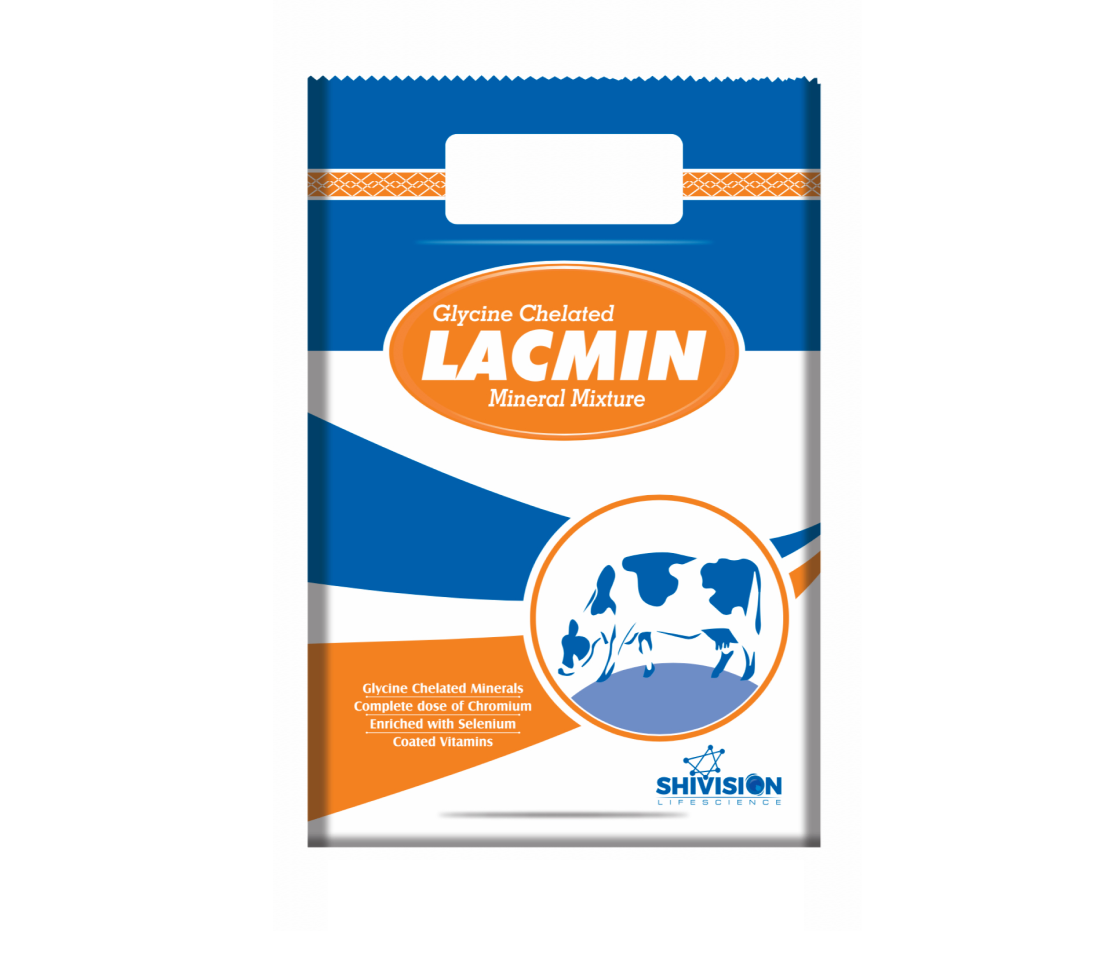 Glycine Chelated
LACMIN
Mineral Mixture
Glycine Chelated Minerals
Complete dose of Chromium
Enriched with Selenium
Coated Vitamins
SHIVISION
LIFESCIENCE